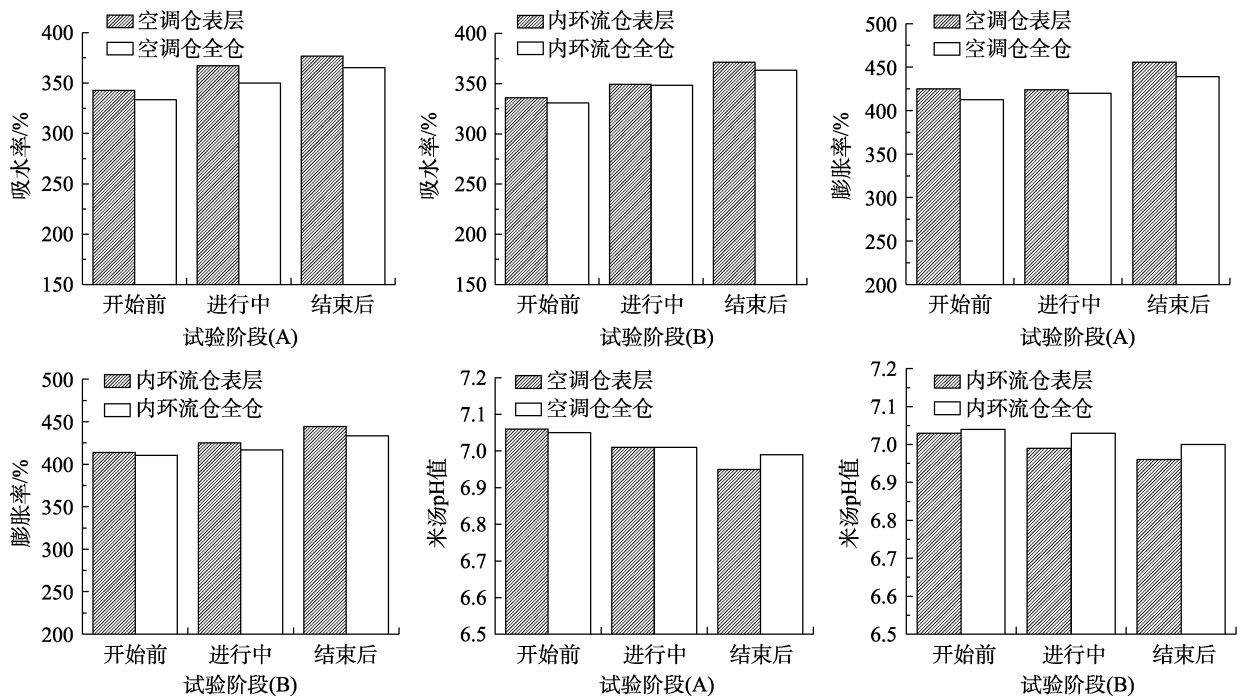 空调仓表层
空调仓全仓
400
350
300
250
200
150
吸水率/%
开始前 进行中 结束后
试验阶段(A)
内环流仓表层
内环流仓全仓
400
350
300
250
200
150
吸水率/%
开始前 进行中 结束后
试验阶段(B)
空调仓表层
空调仓全仓
500
450
400
350
300
250
200
膨胀率/%
开始前 进行中 结束后
试验阶段(A)
内环流仓表层
内环流仓全仓
500
450
400
450
300
250
200
膨胀率/%
开始前 进行中 结束后
试验阶段(B)
空调仓表层
空调仓全仓
7.2
7.1
7.0
6.9
6.8
6.7
6.6
6.5
米汤pH值
开始前 进行中 结束后
试验阶段(A)
内环流仓表层
内环流仓全仓
7.2
7.1
7.0
6.9
6.8
6.7
6.6
6.5
米汤pH值
开始前 进行中 结束后
试验阶段(B)